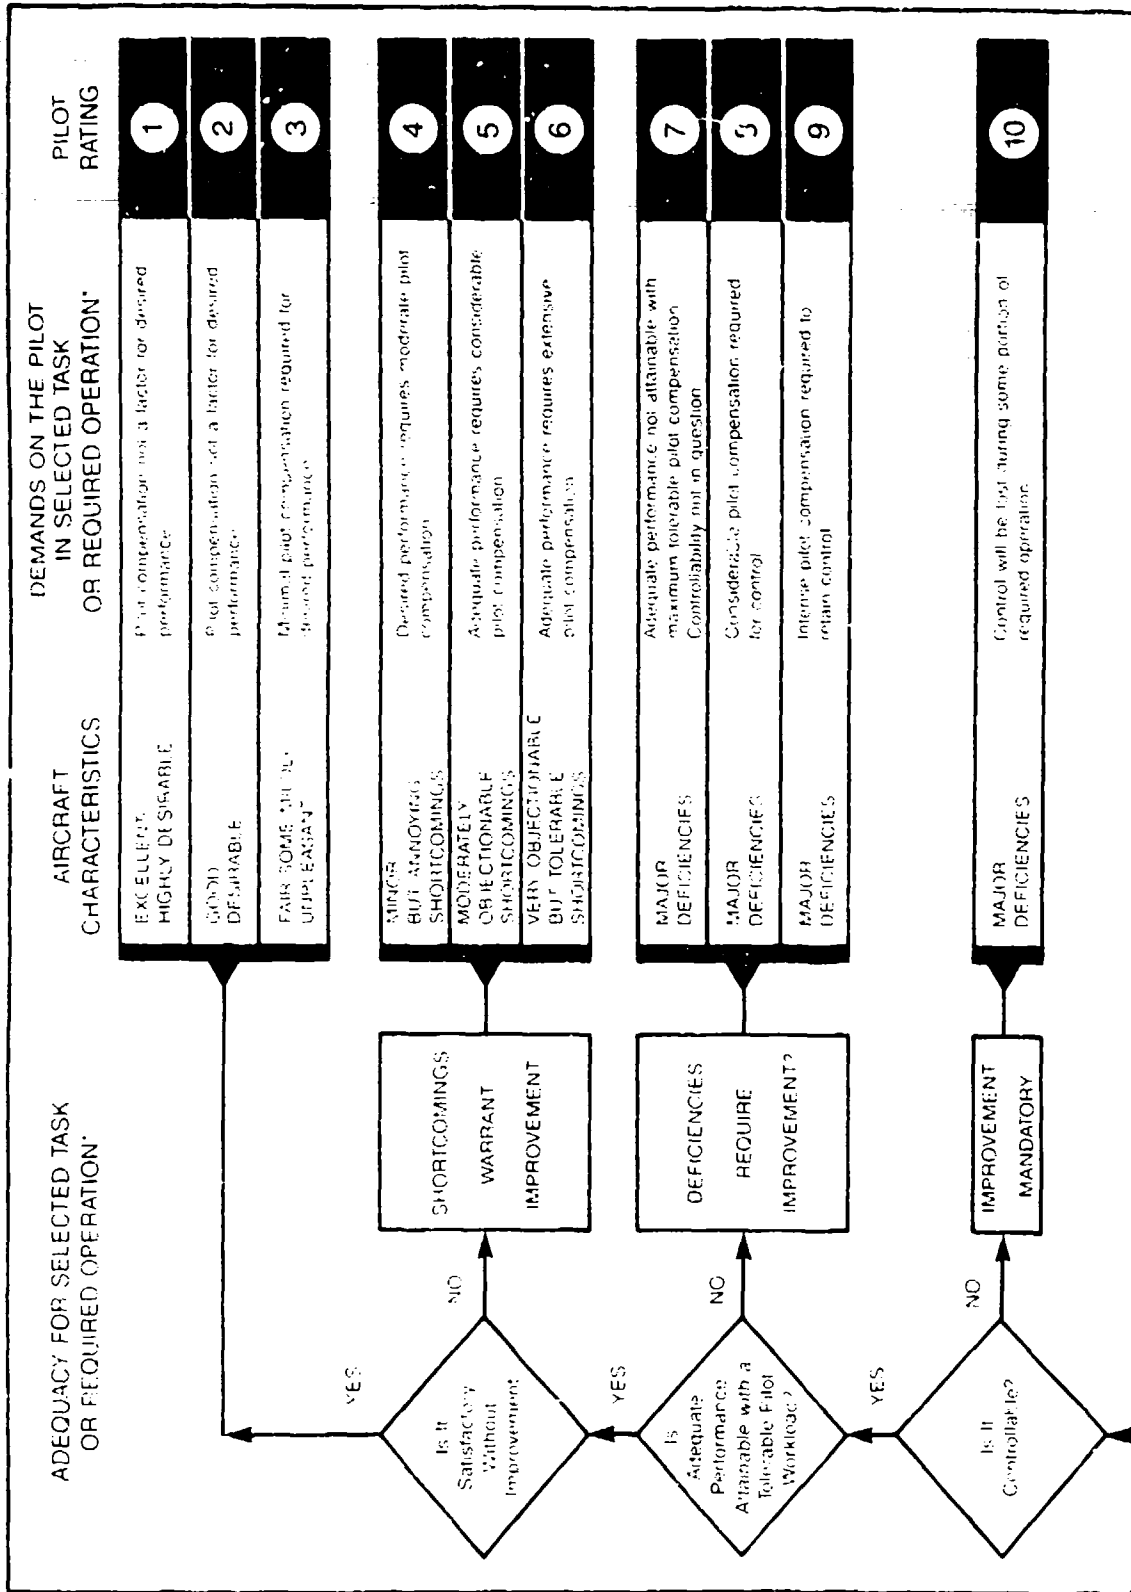 ADEQUACY FOR SELECTED TASK
OR REQUIRED OPERATION*
AIRCRAFT
CHARACTERISTICS
DEMANDS ON THE PILOT
IN SELECTED TASK
OR REQUIRED OPERATION*
PILOT
RATING
YES
EXCELLENT
HIGHLY DESIRABLE
Pilot compensation not a factor for desired
performance
1
GOOD
DESIRABLE
Pilot compensation not a factor for desired
performance
2
FAIR SOME
UNPLEASANT
Minimal pilot compensation required for
desired performance
3
Is It
Satisfactory
Without
Improvement
NO
SHORTCOMINGS
WARRANT
IMPROVEMENT
MINOR
BUT ANNOYING
SHORTCOMINGS
Desired performance requires moderate pilot
compensation
4
MODERATELY
OBJECTIONABLE
SHORTCOMINGS
Adequate performance requires considerable
pilot compensation
5
VERY OBJECTIONABLE
BUT TOLERABLE
SHORTCOMINGS
Adequate performance requires extensive
pilot compensation
6
YES
Is
Adequate
Performance
Attainable with a
Tolerable Pilot
Workload?
NO
DEFICIENCIES
REQUIRE
IMPROVEMENT?
MAJOR
DEFICIENCIES
Adequate performance not attainable with
maximum tolerable pilot compensation
Controllability not in question
7
MAJOR
DEFICIENCIES
Considerable pilot compensation required
for control
8
MAJOR
DEFICIENCIES
Intense pilot compensation required to
retain control
9
YES
Is It
Controllable?
NO
IMPROVEMENT
MANDATORY
MAJOR
DEFICIENCIES
Control will be lost during some portion of
required operation
10